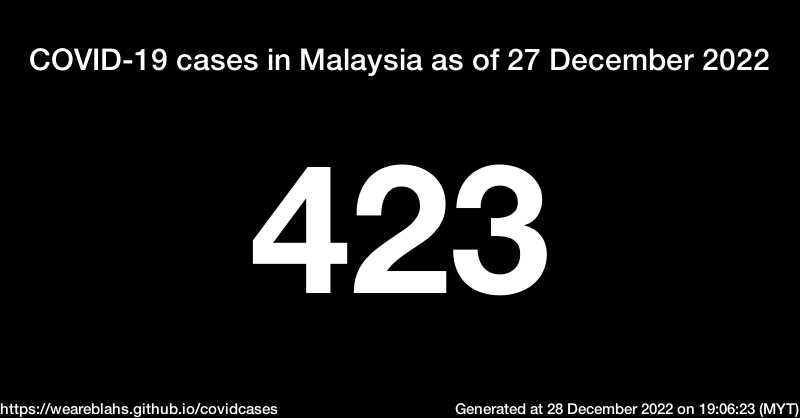 COVID-19 cases in Malaysia as of 27 December 2022
423
https://weareblahs.github.io/covidcases
Generated at 28 December 2022 on 19:06:23 (MYT)